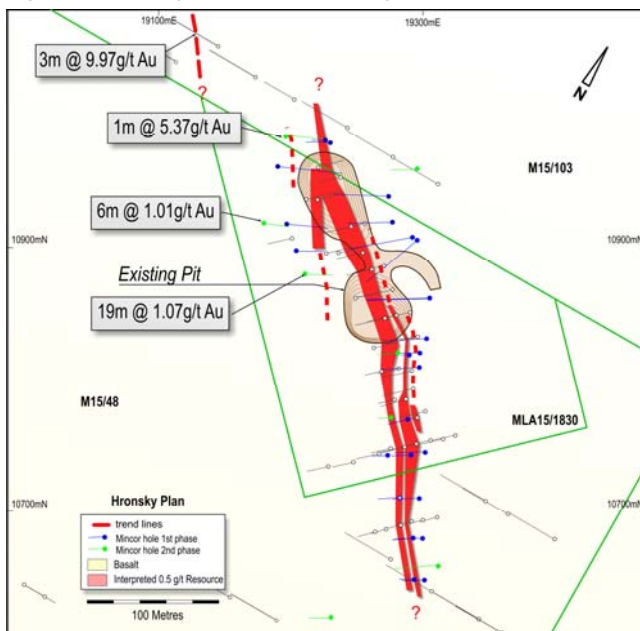 19100mE
19300mE
3m @ 9.97g/t Au
?
?
N
1m @ 5.37g/t Au
M15/103
6m @ 1.01g/t Au
10900mN
10900mN
Existing Pit
19m @ 1.07g/t Au
M15/48
MLA15/1830
10700mN
10700mN
Hronsky Plan
trend lines
Mincor hole 1st phase
Mincor hole 2nd phase
Basalt
Interpreted 0.5 g/t Resource
100 Metres
?